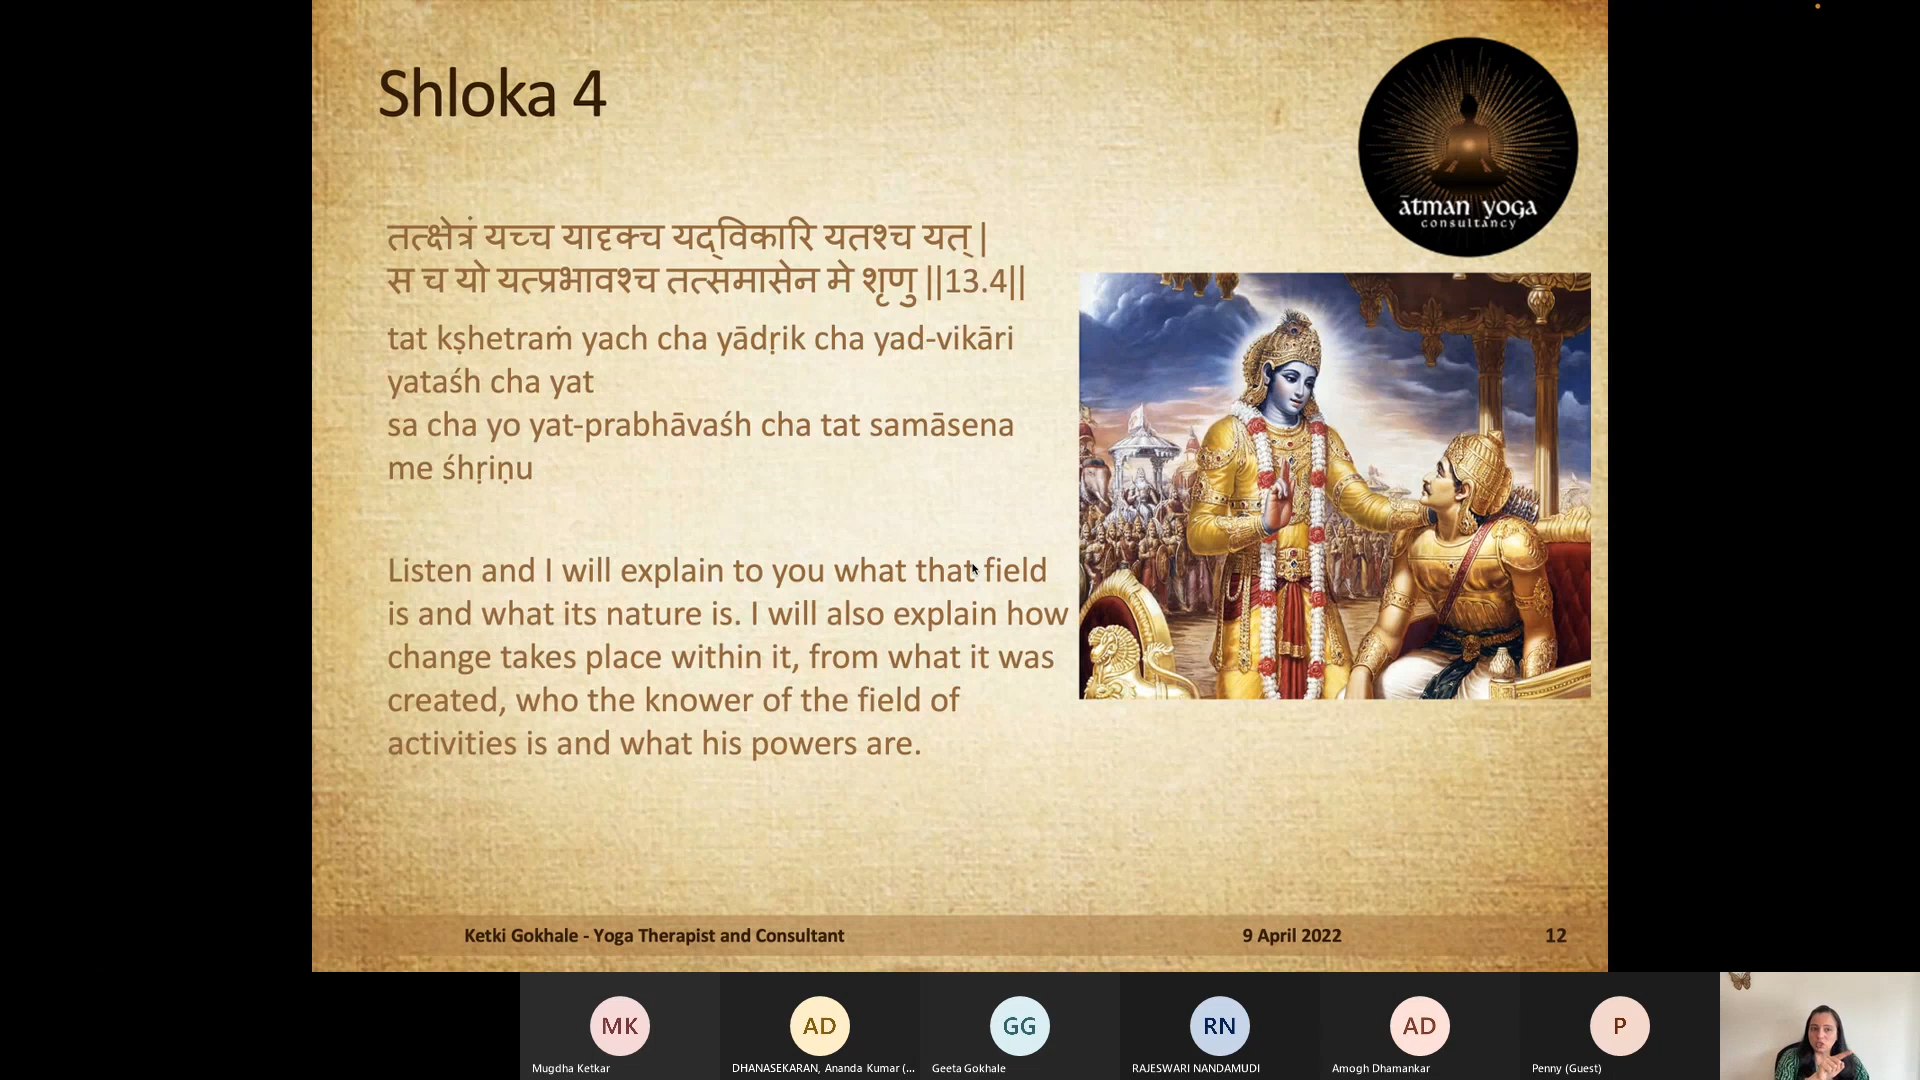 Shloka 4
ātman yoga
consultancy
तत्क्षेत्रं यच्च यादृक्च यद्विकारि यतश्च यत् |
स च यो यत्प्रभावश्च तत्समासेन मे शृणु ||13.4||
tat kṣhetraṁ yach cha yādṛik cha yad-vikāri
yataśh cha yat
sa cha yo yat-prabhāvaśh cha tat samāsena
me śhṛiṇu
Listen and I will explain to you what that field
is and what its nature is. I will also explain how
change takes place within it, from what it was
created, who the knower of the field of
activities is and what his powers are.
Ketki Gokhale - Yoga Therapist and Consultant
9 April 2022
12
MK
AD
GG
RN
AD
P
Mugdha Ketkar
DHANASEKARAN, Ananda Kumar (...
Geeta Gokhale
RAJESWARI NANDAMUDI
Amogh Dhamankar
Penny (Guest)